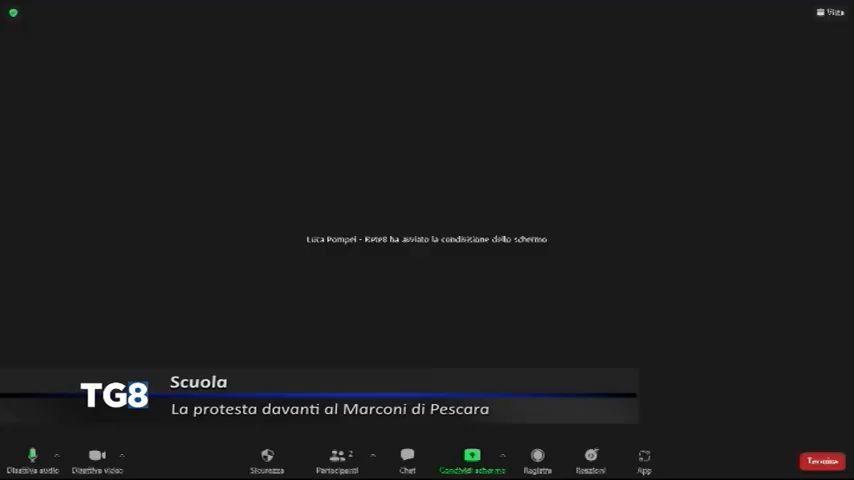 Vista
Luca Pompei - Rete8 ha avviato la condivisione dello schermo
Scuola
TG8
La protesta davanti al Marconi di Pescara
2
Disattiva audio
Disattiva video
Sicurezza
Partecipanti
Chat
Condividi schermo
Registra
Reazioni
App
Termina